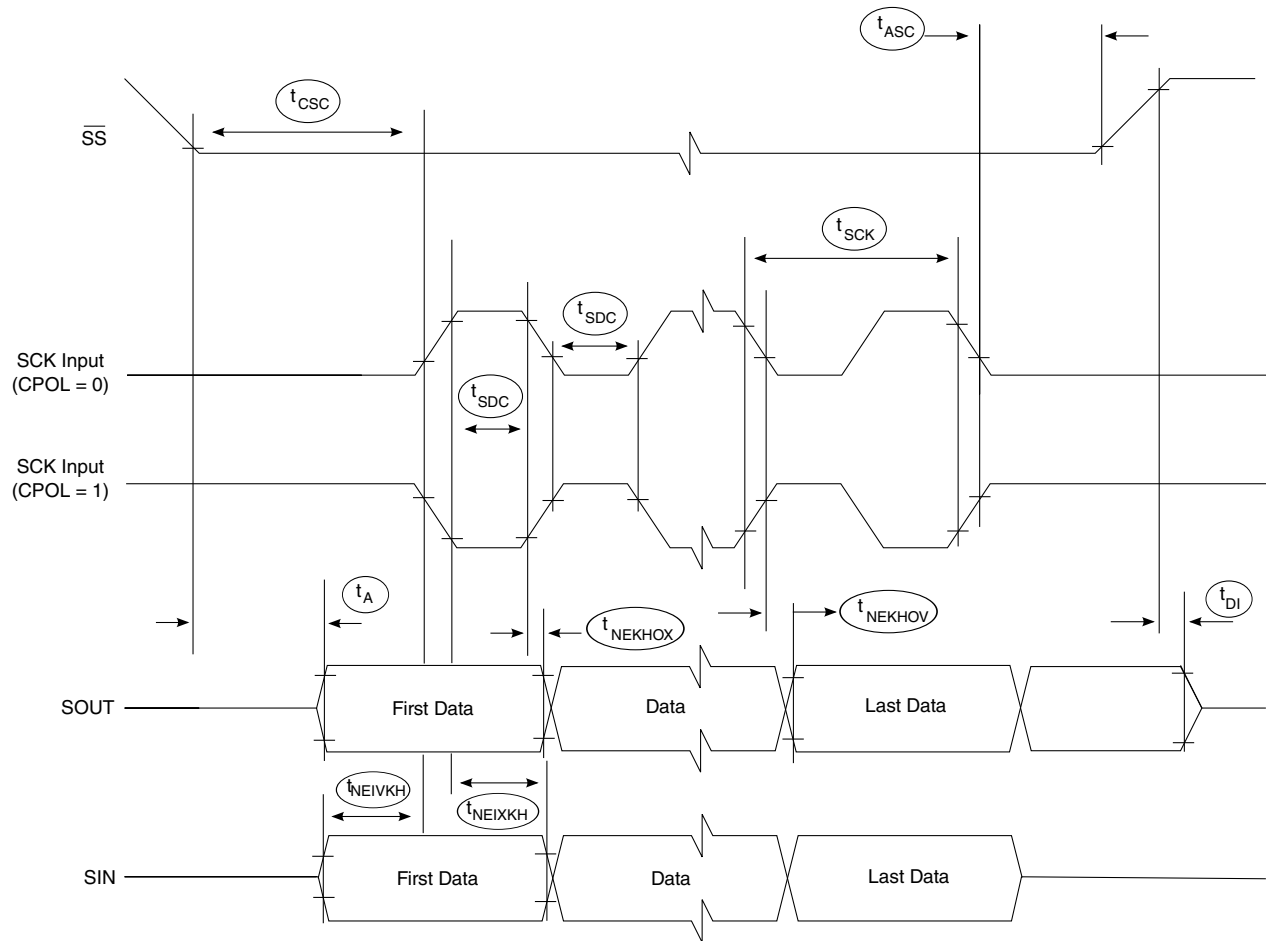 tASC
tCSC
SS
tSCK
tSDC
SCK Input
(CPOL = 0)
tSDC
SCK Input
(CPOL = 1)
tA
tNEKHOX
tNEKHOV
tDI
SOUT
First Data
Data
Last Data
tNEIVKH
tNEIXKH
SIN
First Data
Data
Last Data